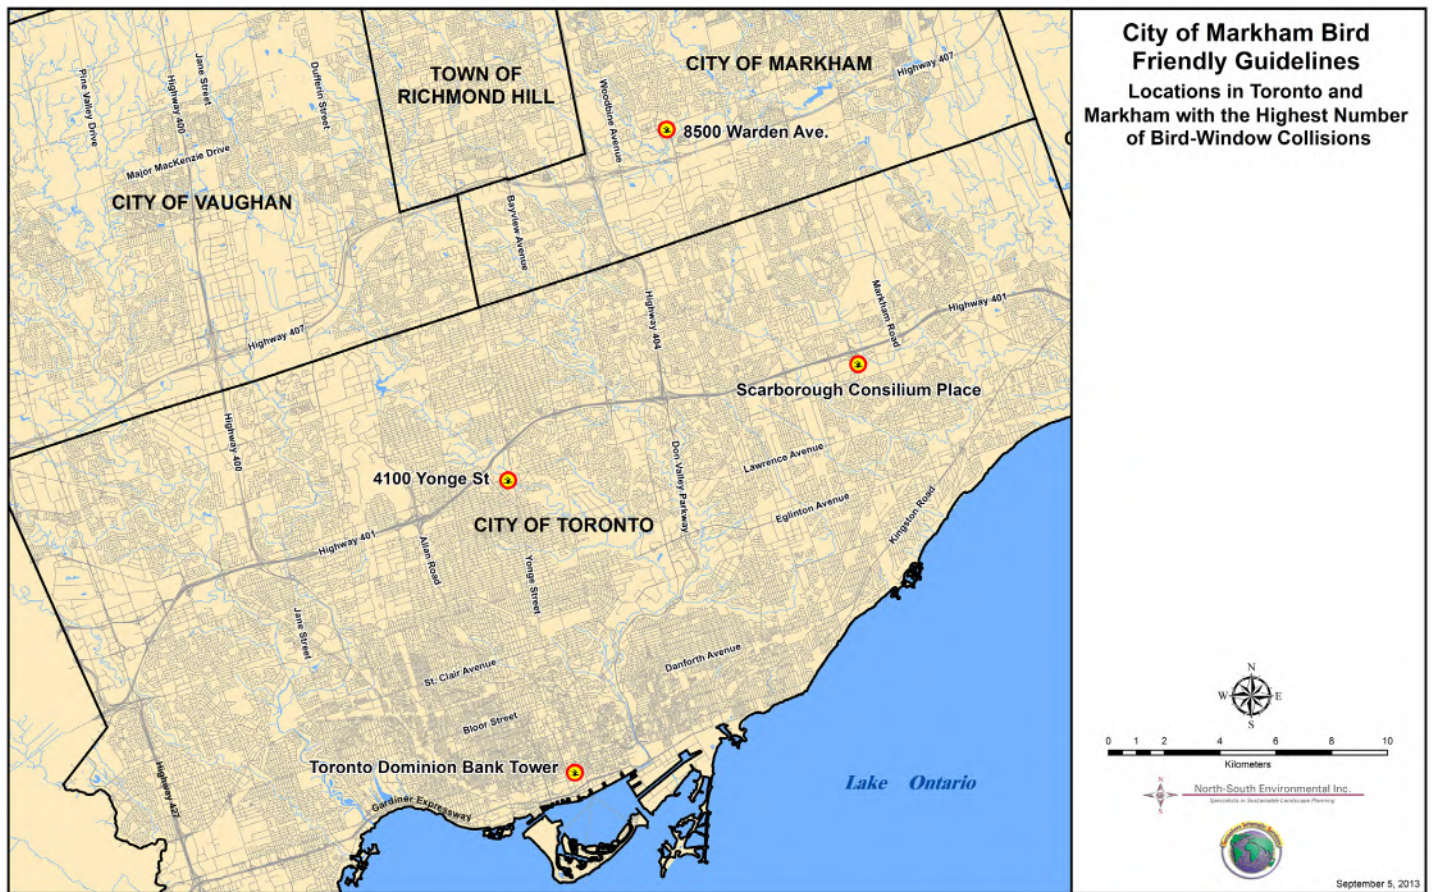 City of Markham Bird
Friendly Guidelines
Locations in Toronto and
Markham with the Highest Number
of Bird-Window Collisions
TOWN OF
RICHMOND HILL
CITY OF MARKHAM
Highway 407
Pine Valley Drive
Highway 400
Jane Street
Dufferin Street
Woodbine Avenue
8500 Warden Ave.
Major MacKenzie Drive
CITY OF VAUGHAN
Bayview Avenue
Highway 407
Highway 404
Markham Road
Highway 401
Scarborough Consilium Place
Highway 400
4100 Yonge St
Don Valley Parkway
Lawrence Avenue
CITY OF TORONTO
Eglinton Avenue
Kingston Road
Highway 401
Allan Road
Yonge Street
Jane Street
St. Clair Avenue
Danforth Avenue
Bloor Street
Toronto Dominion Bank Tower
Highway 427
Gardiner Expressway
Lake Ontario
N
W E
S
0 1 2 4 6 8 10
Kilometers
N
S
North-South Environmental Inc.
Specialists in Sustainable Landscape Planning
September 5, 2013